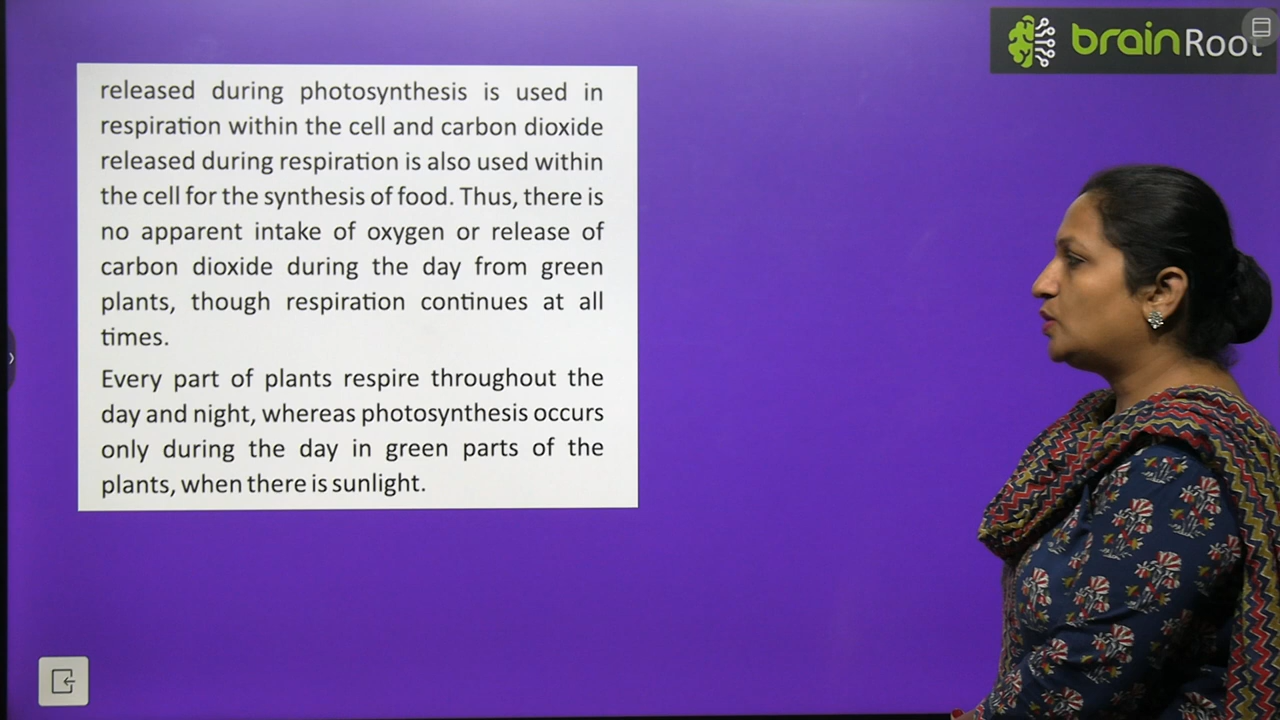 brainRoot
released during photosynthesis is used in
respiration within the cell and carbon dioxide
released during respiration is also used within
the cell for the synthesis of food. Thus, there is
no apparent intake of oxygen or release of
carbon dioxide during the day from green
plants, though respiration continues at all
times.
Every part of plants respire throughout the
day and night, whereas photosynthesis occurs
only during the day in green parts of the
plants, when there is sunlight.